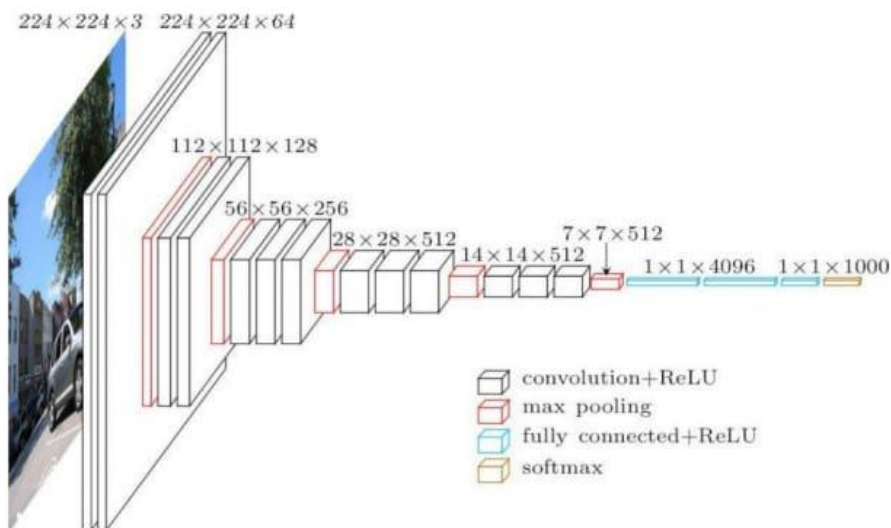 224×224×3 224×224×64
112×112×128
56×56×256
28×28×512
14×14×512
7×7×512
1×1×4096 1×1×1000
convolution+ReLU
max pooling
fully connected+ReLU
softmax